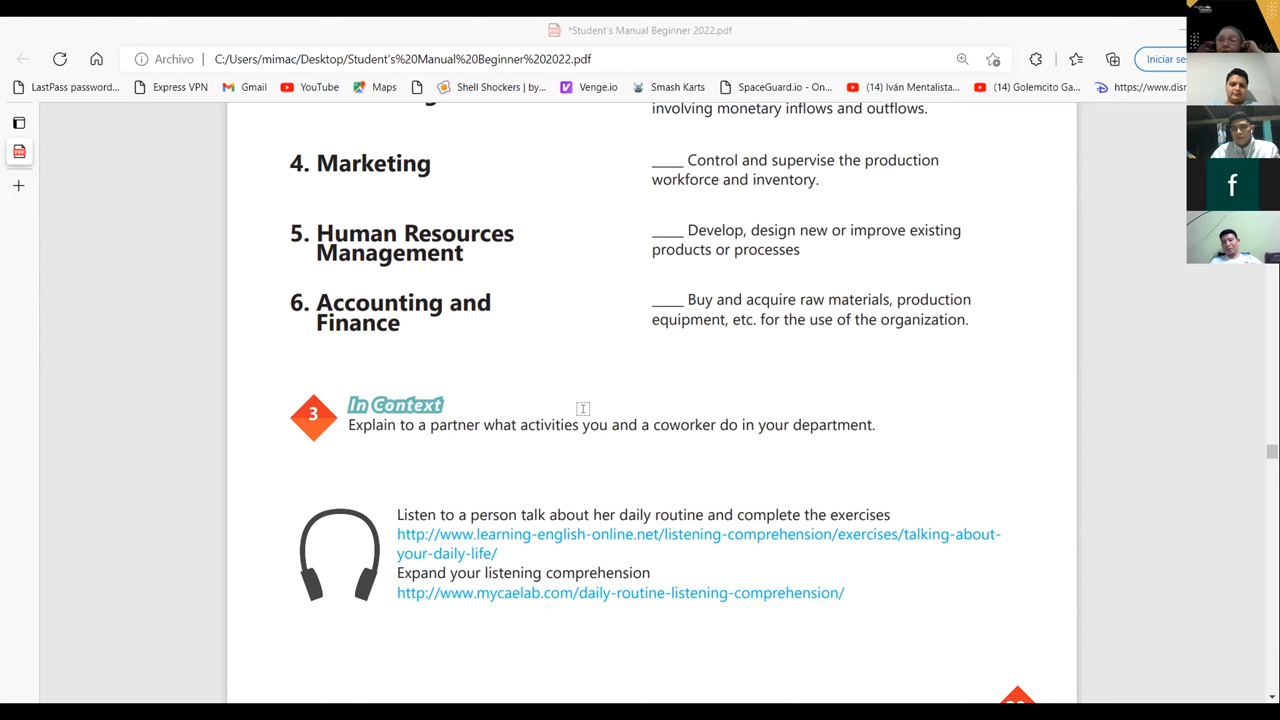 *Student's Manual Beginner 2022.pdf
Archivo
C:/Users/mimac/Desktop/Student's%20Manual%20Beginner%202022.pdf
Iniciar se
LastPass password...
Express VPN
Gmail
YouTube
Maps
Shell Shockers | by...
Venge.io
Smash Karts
SpaceGuard.io - On...
(14) Iván Mentalista...
(14) Golemcito Ga...
https://www.disn
involving monetary inflows and outflows.
4. Marketing
____ Control and supervise the production
workforce and inventory.
5. Human Resources
Management
____ Develop, design new or improve existing
products or processes
6. Accounting and
Finance
____ Buy and acquire raw materials, production
equipment, etc. for the use of the organization.
3
In Context
Explain to a partner what activities you and a coworker do in your department.
Listen to a person talk about her daily routine and complete the exercises
http://www.learning-english-online.net/listening-comprehension/exercises/talking-about-
your-daily-life/
Expand your listening comprehension
http://www.mycaelab.com/daily-routine-listening-comprehension/
f